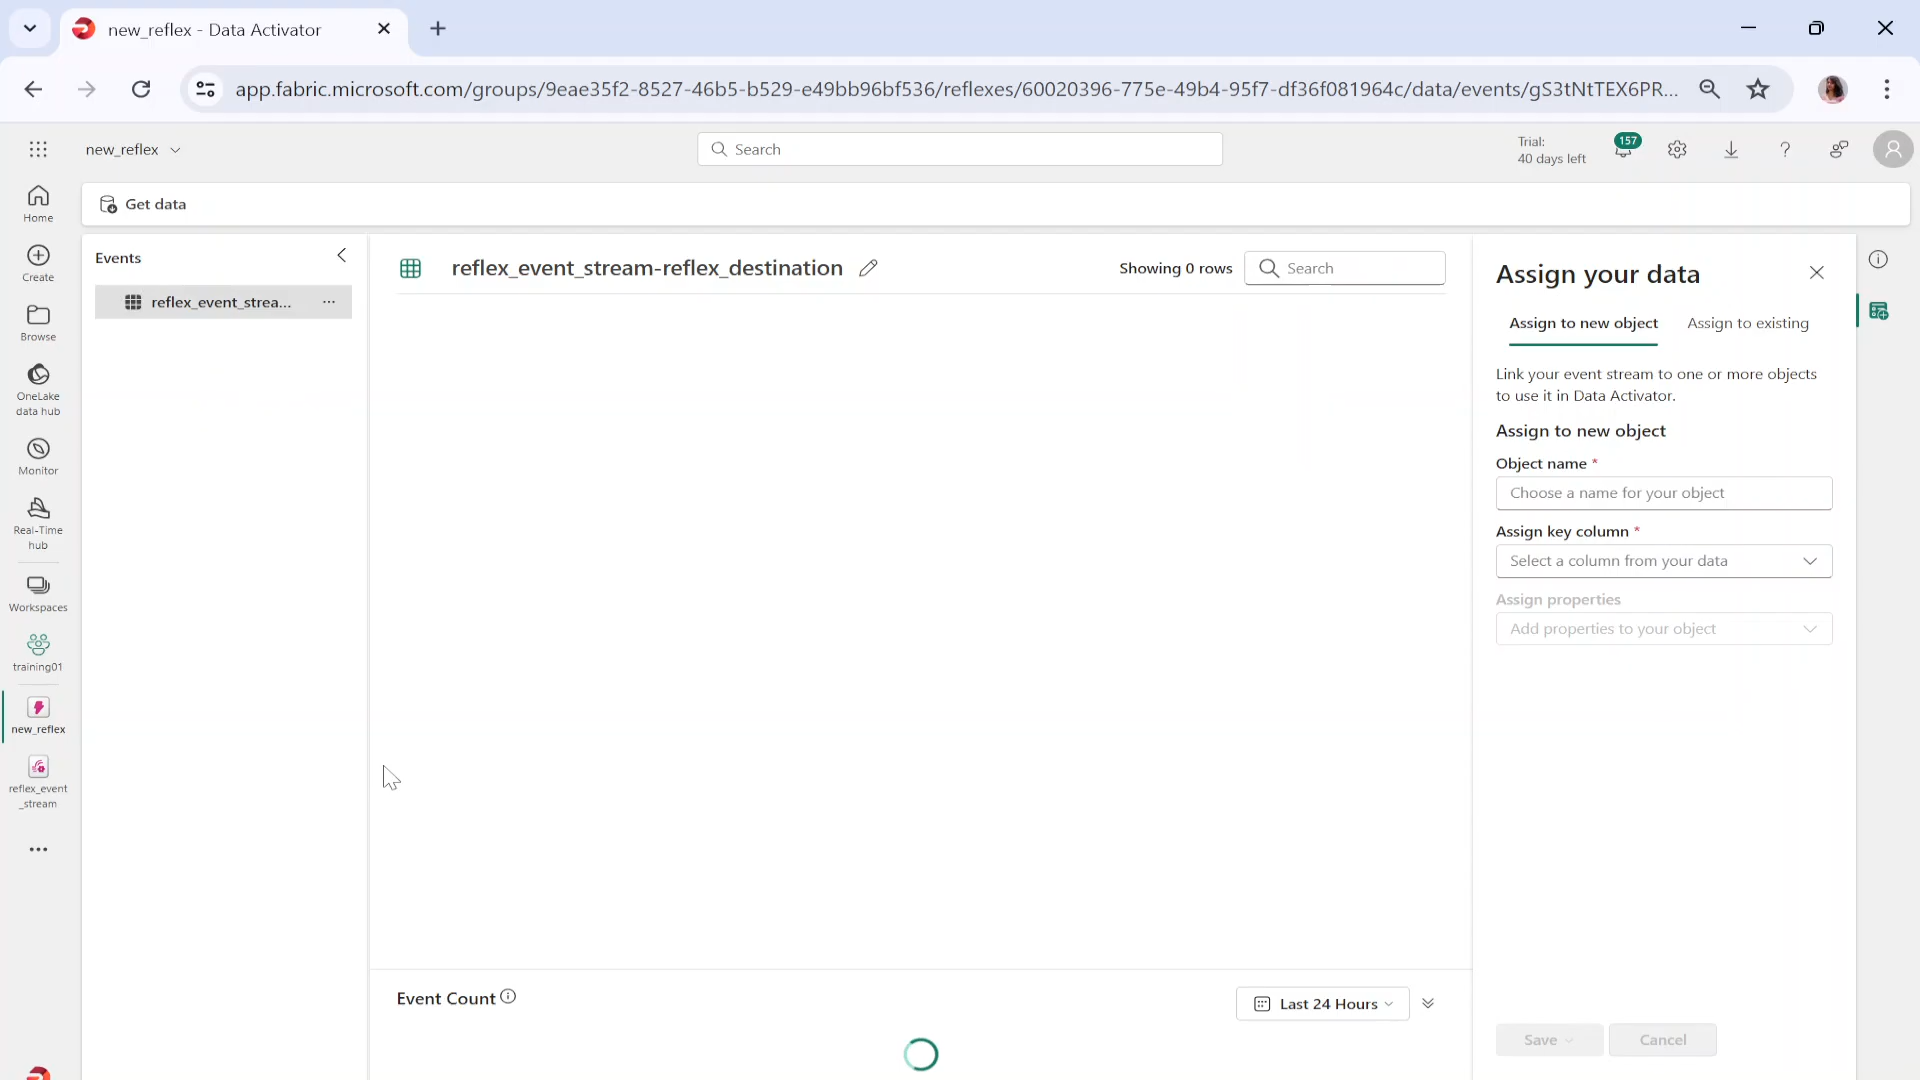 new_reflex - Data Activator
app.fabric.microsoft.com/groups/9eae35f2-8527-46b5-b529-e49bb96bf536/reflexes/60020396-775e-49b4-95f7-df36f081964c/data/events/gS3tNtTEX6PR...
new_reflex
Search
Trial:
40 days left
157
Home
Create
Browse
OneLake
data hub
Monitor
Real-Time
hub
Workspaces
training01
new_reflex
reflex_event
_stream
Get data
Events
reflex_event_strea...
reflex_event_stream-reflex_destination
Showing 0 rows
Search
Event Count
Last 24 Hours
Assign your data
Assign to new object
Assign to existing
Link your event stream to one or more objects
to use it in Data Activator.
Assign to new object
Object name *
Choose a name for your object
Assign key column *
Select a column from your data
Assign properties
Add properties to your object
Save
Cancel